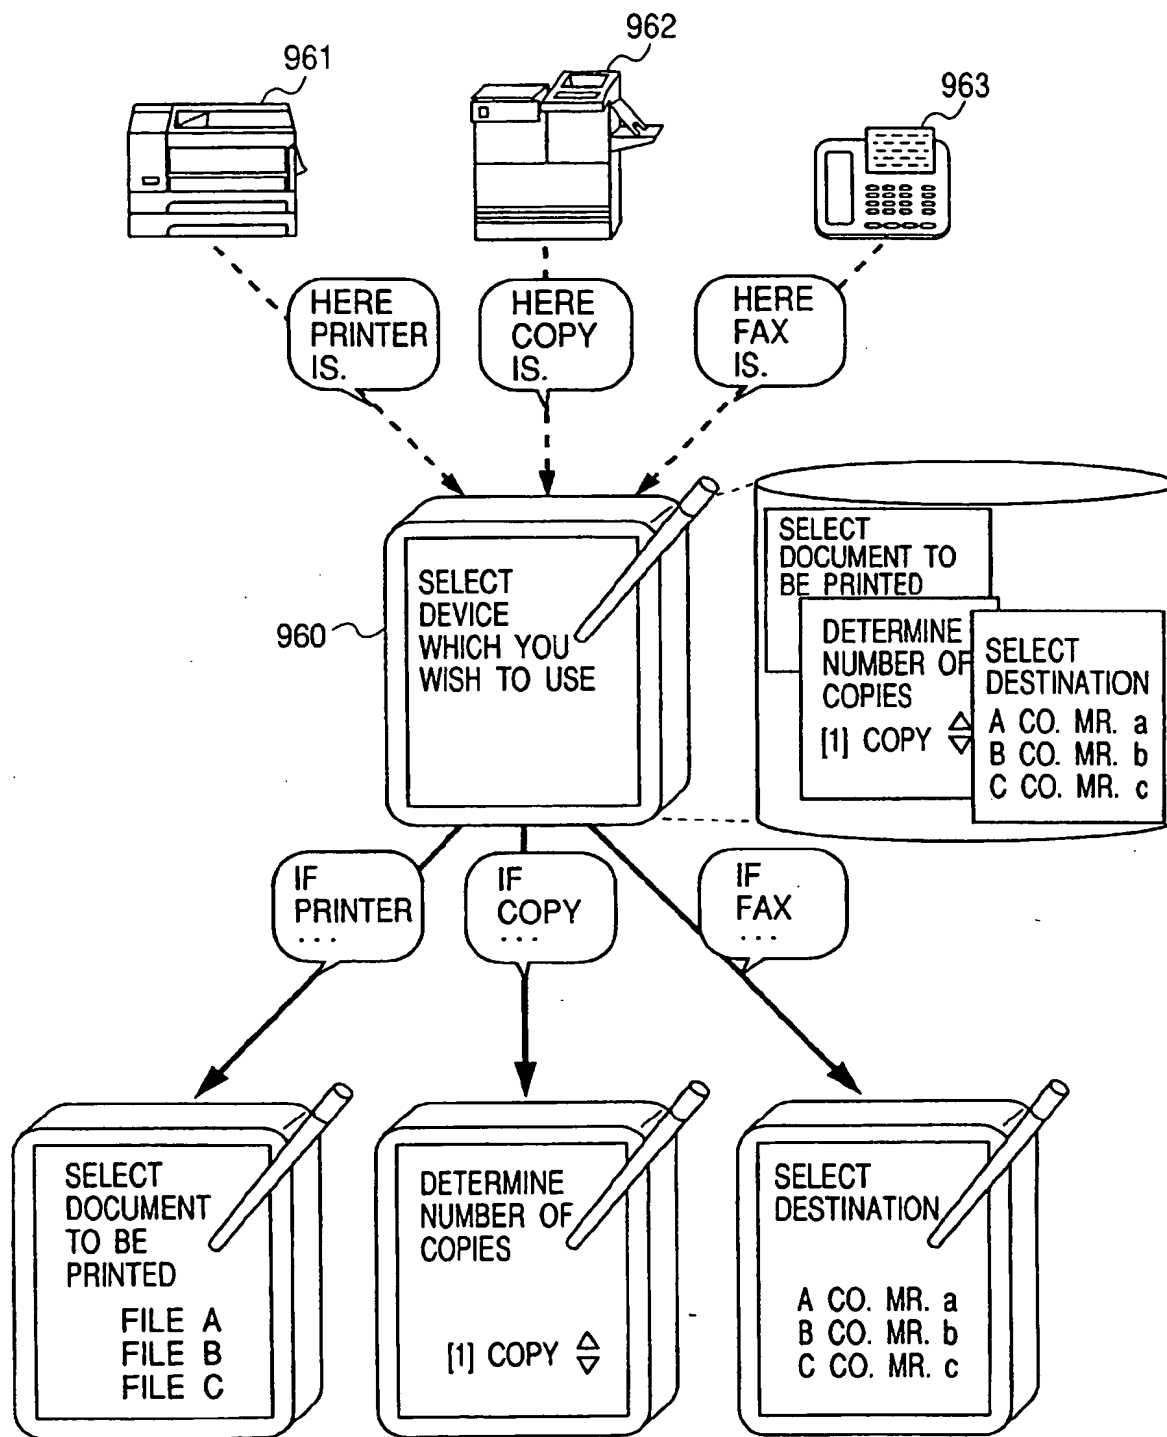 961
962
963
HERE
PRINTER
IS.
HERE
COPY
IS.
HERE
FAX
IS.
960
SELECT
DEVICE
WHICH YOU
WISH TO USE
SELECT
DOCUMENT TO
BE PRINTED
DETERMINE
NUMBER OF
COPIES
[1] COPY
SELECT
DESTINATION
A CO. MR. a
B CO. MR. b
C CO. MR. c
IF
PRINTER
...
IF
COPY
...
IF
FAX
...
SELECT
DOCUMENT
TO BE
PRINTED
FILE A
FILE B
FILE C
DETERMINE
NUMBER OF
COPIES
[1] COPY
SELECT
DESTINATION
A CO. MR. a
B CO. MR. b
C CO. MR. c